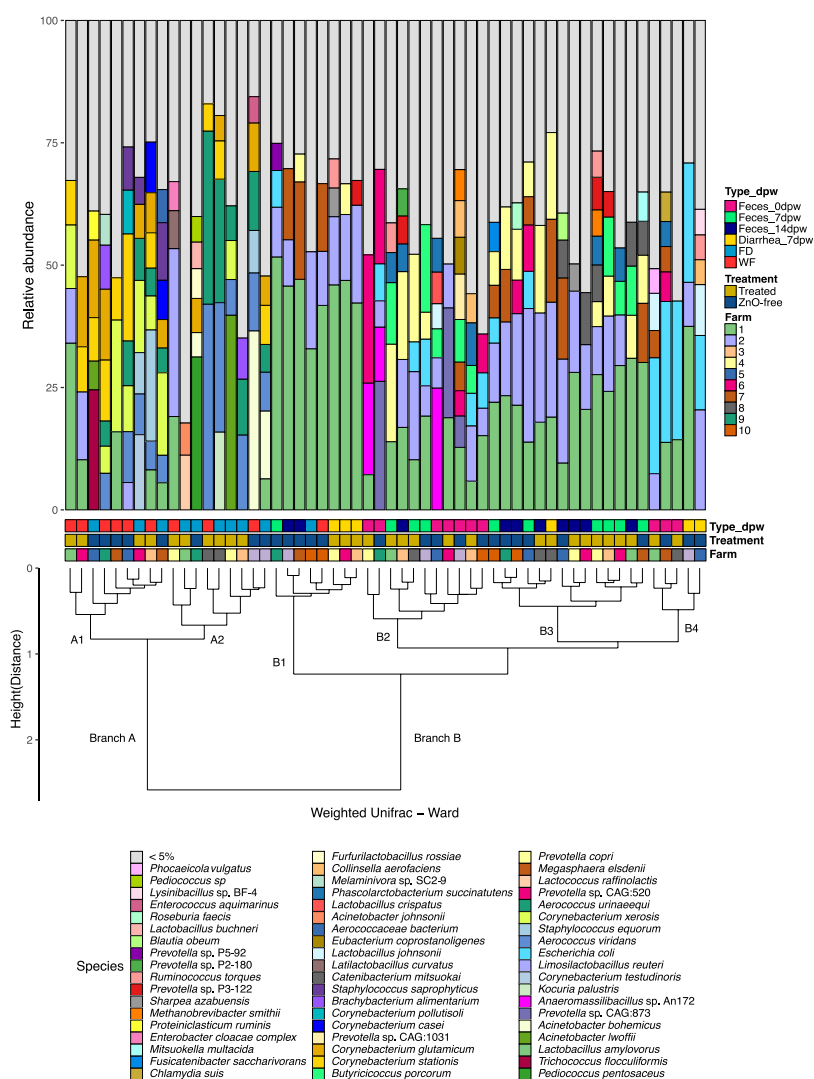 100
75
50
25
0
Relative abundance
Type_dpw
Feces_0dpw
Feces_7dpw
Feces_14dpw
Diarrhea_7dpw
FD
WF
Treatment
Treated
ZnO-free
Farm
1
2
3
4
5
6
7
8
9
10
Type_dpw
Treatment
Farm
0
1
2
Height(Distance)
A1
A2
B1
B2
B3
B4
Branch A
Branch B
Weighted Unifrac – Ward
Species
< 5%
Phocaeicola vulgatus
Pediococcus sp
Lysinibacillus sp. BF-4
Enterococcus aquimarinus
Roseburia faecis
Lactobacillus buchneri
Blautia obeum
Prevotella sp. P5-92
Prevotella sp. P2-180
Ruminococcus torques
Prevotella sp. P3-122
Sharpea azabuensis
Methanobrevibacter smithii
Proteiniclasticum ruminis
Enterobacter cloacae complex
Mitsuokella multacida
Fusicatenibacter saccharivorans
Chlamydia suis
Furfurilactobacillus rossiae
Collinsella aerofaciens
Melaminivora sp. SC2-9
Phascolarctobacterium succinatutens
Lactobacillus crispatus
Acinetobacter johnsonii
Aerococcaceae bacterium
Eubacterium coprostanoligenes
Lactobacillus johnsonii
Latilactobacillus curvatus
Catenibacterium mitsuokai
Staphylococcus saprophyticus
Brachybacterium alimentarium
Corynebacterium pollutisoli
Corynebacterium casei
Prevotella sp. CAG:1031
Corynebacterium glutamicum
Corynebacterium stationis
Butyricicoccus porcorum
Prevotella copri
Megasphaera elsdenii
Lactococcus raffinolactis
Prevotella sp. CAG:520
Aerococcus urinaeequi
Corynebacterium xerosis
Staphylococcus equorum
Aerococcus viridans
Escherichia coli
Limosilactobacillus reuteri
Corynebacterium testudinoris
Kocuria palustris
Anaeromassilibacillus sp. An172
Prevotella sp. CAG:873
Acinetobacter bohemicus
Acinetobacter lwoffii
Lactobacillus amylovorus
Trichococcus flocculiformis
Pediococcus pentosaceus